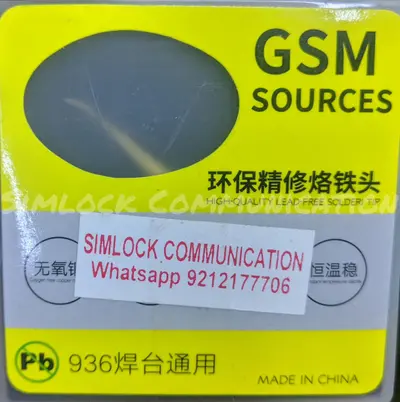 GSM
SOURCES
环保精修烙铁头
HIGH-QUALITY LEAD FREE SOLDER TIP
SIMLOCK COMMUNICATION
SIMLOCK COMMUNICATION
Whatsapp 9212177706
无氧铜
恒温稳
Pb
936焊台通用
MADE IN CHINA